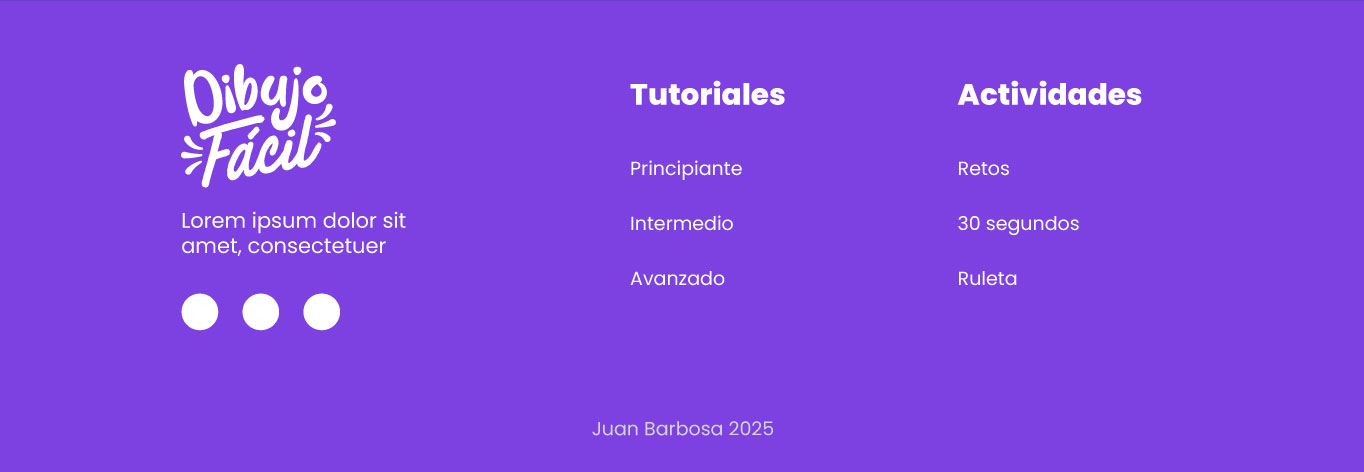 Dibujo
Fácil
Lorem ipsum dolor sit
amet, consectetuer
Tutoriales
Principiante
Intermedio
Avanzado
Actividades
Retos
30 segundos
Ruleta
Juan Barbosa 2025